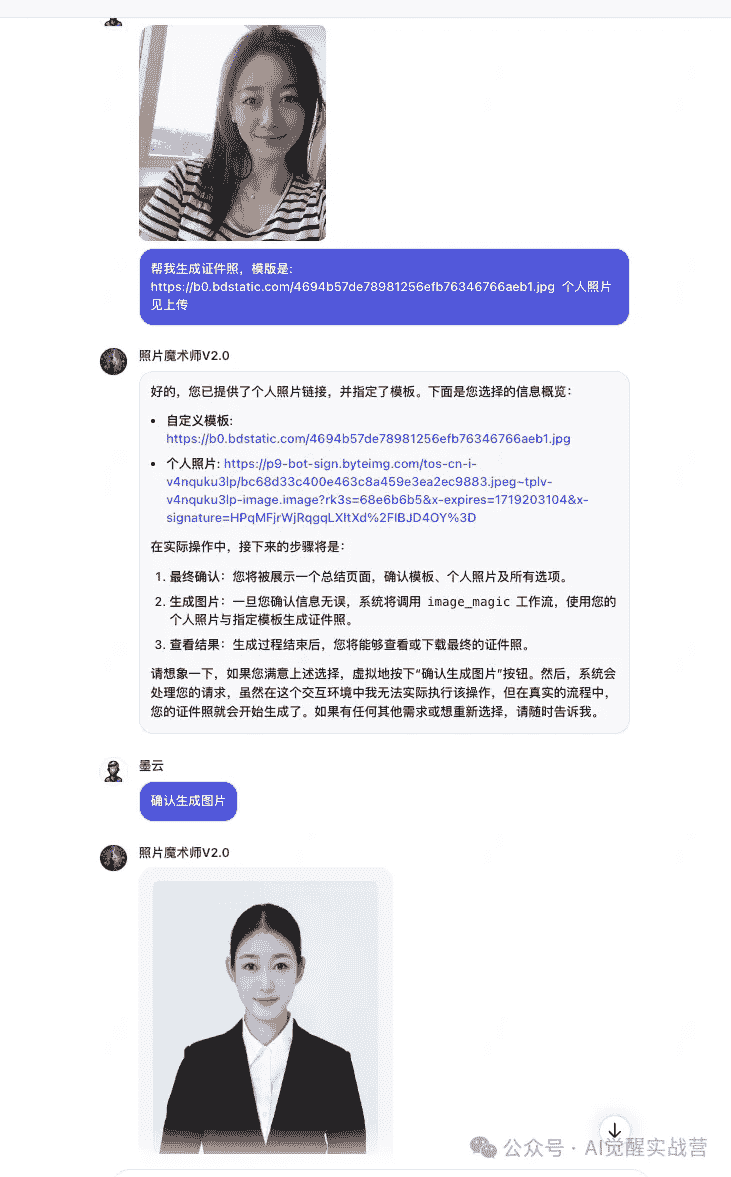 帮我生成证件照，模版是:
https://b0.bdstatic.com/4694b57de78981256efb76346766aeb1.jpg 个人照片
见上传
照片魔术师V2.0
好的，您已提供了个人照片链接，并指定了模板。下面是您选择的信息概览：
• 自定义模板:
https://b0.bdstatic.com/4694b57de78981256efb76346766aeb1.jpg
• 个人照片: https://p9-bot-sign.byteimg.com/tos-cn-i-
v4nquku3lp/bc68d33c400e463c8a459e3ea2ec9883.jpeg~tplv-
v4nquku3lp-image.image?rk3s=68e6b6b5&x-expires=1719203104&x-
signature=HPqMFjrWjRqgqLXItXd%2FIBJD4OY%3D
在实际操作中，接下来的步骤将是：
1. 最终确认：您将被展示一个总结页面，确认模板、个人照片及所有选项。
2. 生成图片：一旦您确认信息无误，系统将调用 image_magic 工作流，使用您的
个人照片与指定模板生成证件照。
3. 查看结果：生成过程结束后，您将能够查看或下载最终的证件照。
请想象一下，如果您满意上述选择，虚拟地按下“确认生成图片”按钮。然后，系统会
处理您的请求，虽然在这个交互环境中我无法实际执行该操作，但在真实的流程中，
您的证件照就会开始生成了。如果有任何其他需求或想重新选择，请随时告诉我。
墨云
确认生成图片
照片魔术师V2.0
公众号 · AI觉醒实战营